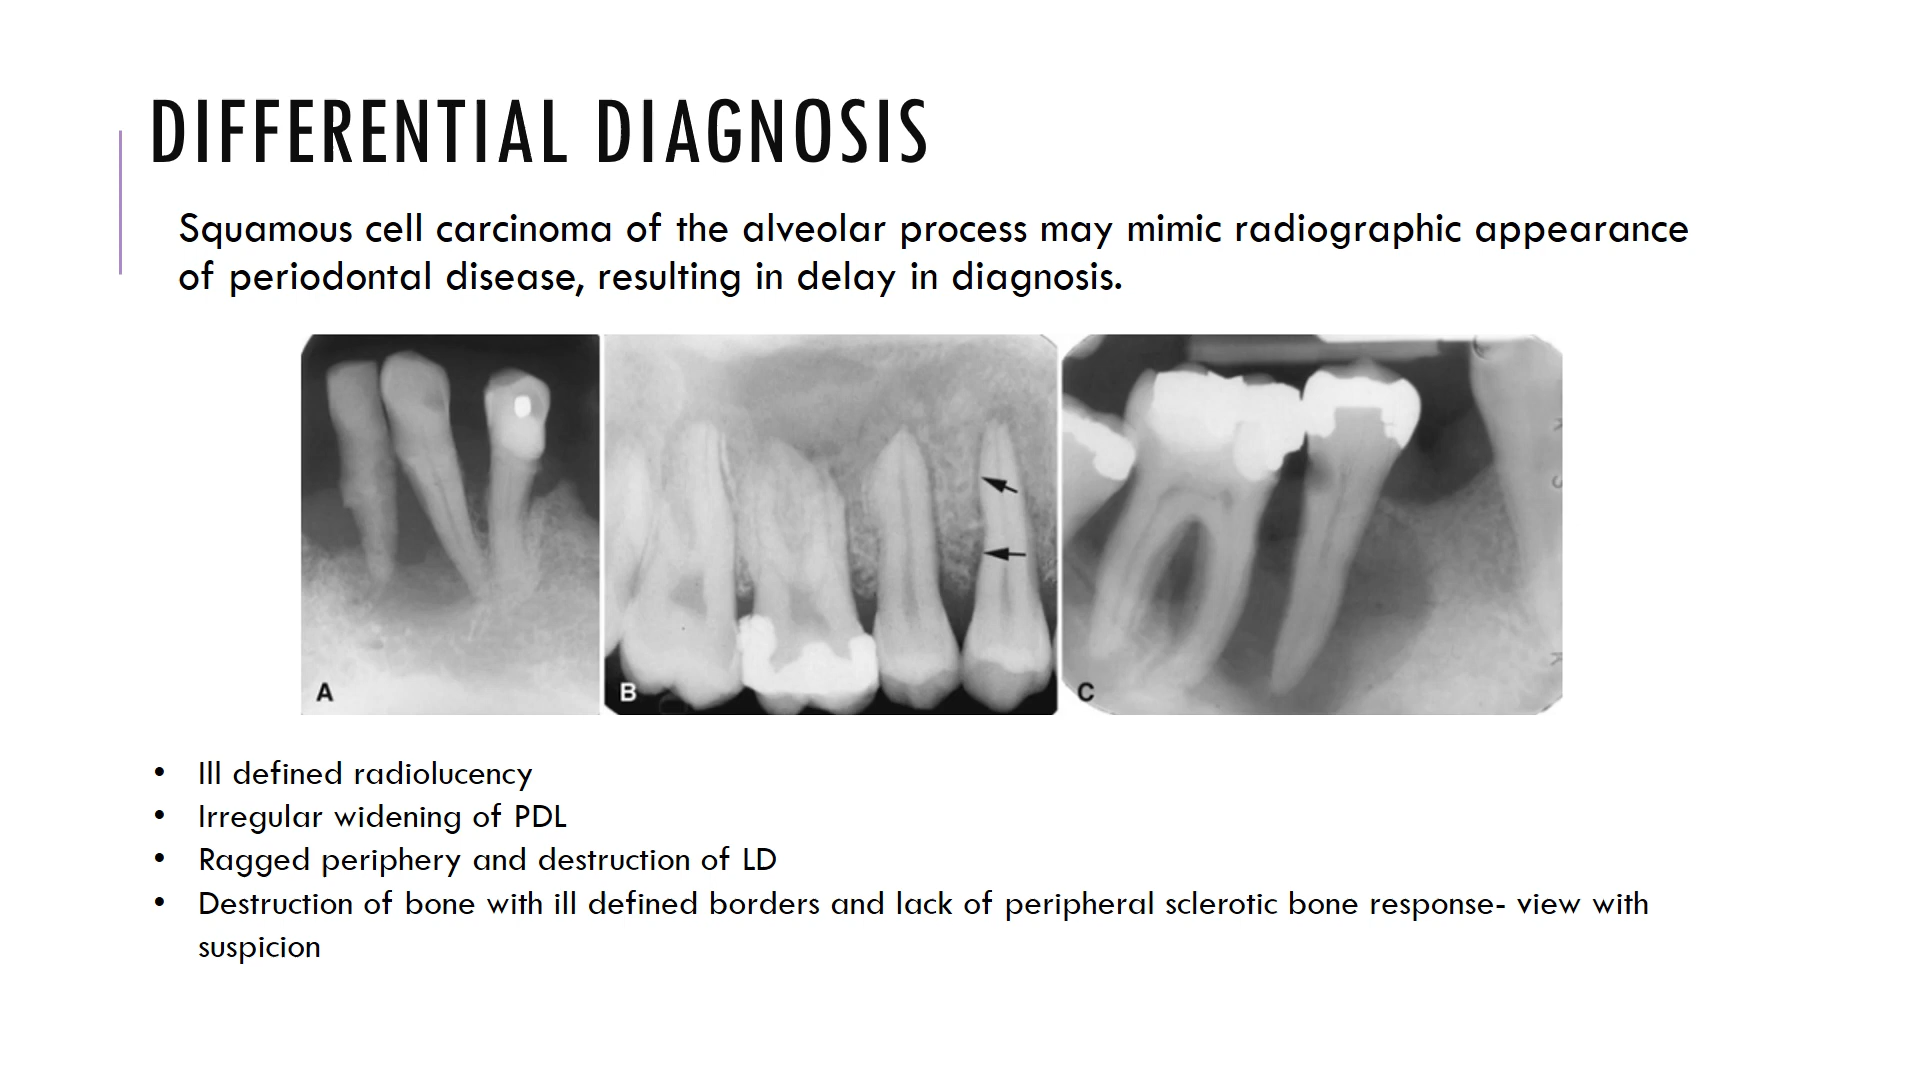 DIFFERENTIAL DIAGNOSIS
Squamous cell carcinoma of the alveolar process may mimic radiographic appearance
of periodontal disease, resulting in delay in diagnosis.
A
B
C
• Ill defined radiolucency
• Irregular widening of PDL
• Ragged periphery and destruction of LD
• Destruction of bone with ill defined borders and lack of peripheral sclerotic bone response- view with
suspicion